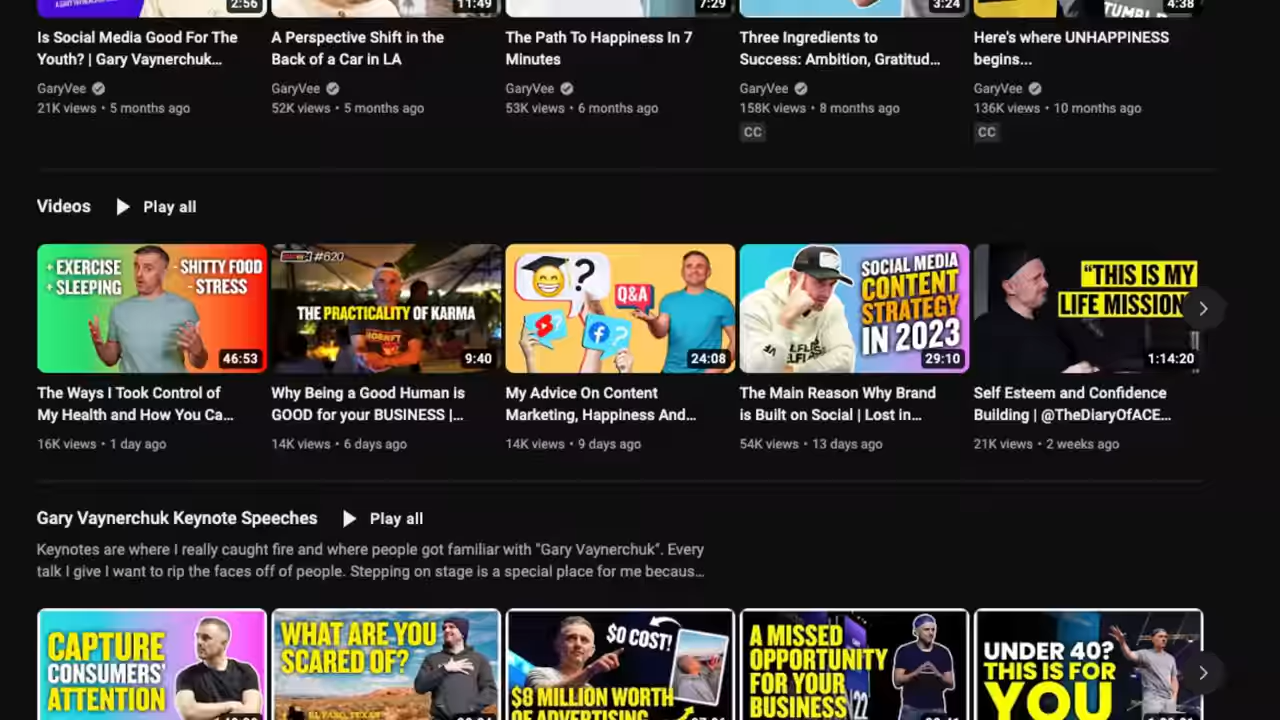 2:56
11:49
7:29
3:24
TUMBLR
4:38
Is Social Media Good For The
Youth? | Gary Vaynerchuk...
GaryVee
21K views • 5 months ago
A Perspective Shift in the
Back of a Car in LA
GaryVee
52K views • 5 months ago
The Path To Happiness In 7
Minutes
GaryVee
53K views • 6 months ago
Three Ingredients to
Success: Ambition, Gratitud...
GaryVee
158K views • 8 months ago
CC
Here's where UNHAPPINESS
begins...
GaryVee
136K views • 10 months ago
CC
Videos
Play all
+ EXERCISE
+ SLEEPING
- SHITTY FOOD
- STRESS
46:53
#620
THE PRACTICALITY OF KARMA
9:40
?
Q&A
?
24:08
SOCIAL MEDIA
CONTENT
STRATEGY
IN 2023
29:10
"THIS IS MY
LIFE MISSION
1:14:20
The Ways I Took Control of
My Health and How You Ca...
16K views • 1 day ago
Why Being a Good Human is
GOOD for your BUSINESS |...
14K views • 6 days ago
My Advice On Content
Marketing, Happiness And...
14K views • 9 days ago
The Main Reason Why Brand
is Built on Social | Lost in...
54K views • 13 days ago
Self Esteem and Confidence
Building | @TheDiaryOfACE...
21K views • 2 weeks ago
Gary Vaynerchuk Keynote Speeches
Play all
Keynotes are where I really caught fire and where people got familiar with "Gary Vaynerchuk". Every
talk I give I want to rip the faces off of people. Stepping on stage is a special place for me becaus...
CAPTURE
CONSUMERS'
ATTENTION
WHAT ARE YOU
SCARED OF?
$0 COST!
$8 MILLION WORTH
OF ADVERTISING
A MISSED
OPPORTUNITY
FOR YOUR
BUSINESS
UNDER 40?
THIS IS FOR
YOU